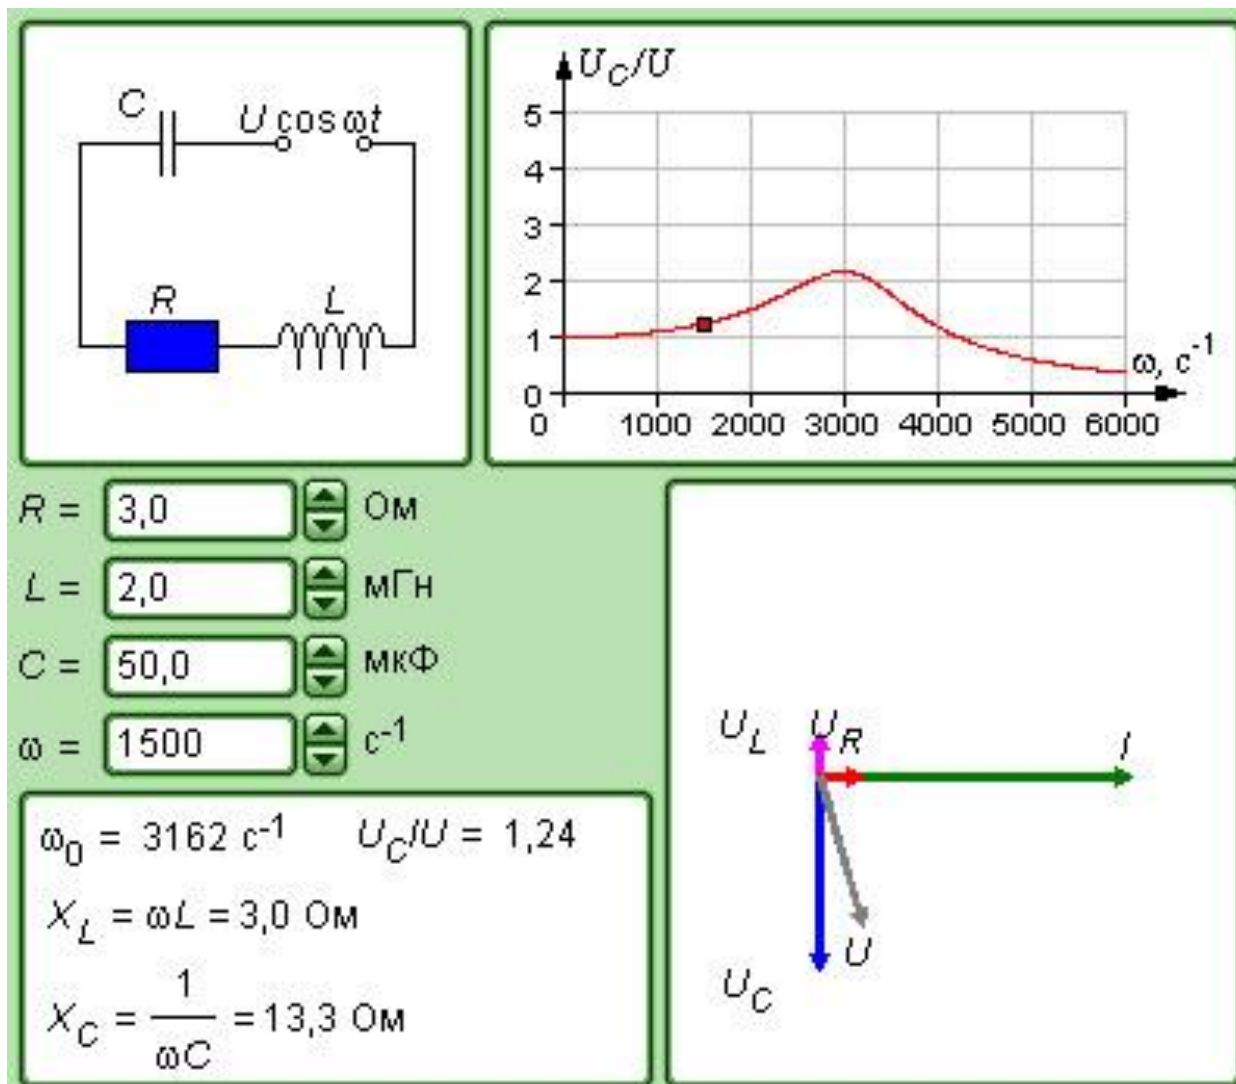 C
U cos ωt
R
L
U_C/U
5
4
3
2
1
0
0 1000 2000 3000 4000 5000 6000
ω, с⁻¹
R = 3,0 Ом
L = 2,0 мГн
C = 50,0 мкФ
ω = 1500 с⁻¹
ω₀ = 3162 с⁻¹ U_C/U = 1,24
X_L = ωL = 3,0 Ом
X_C = 1/ωC = 13,3 Ом
U_L U_R I
U
U_C